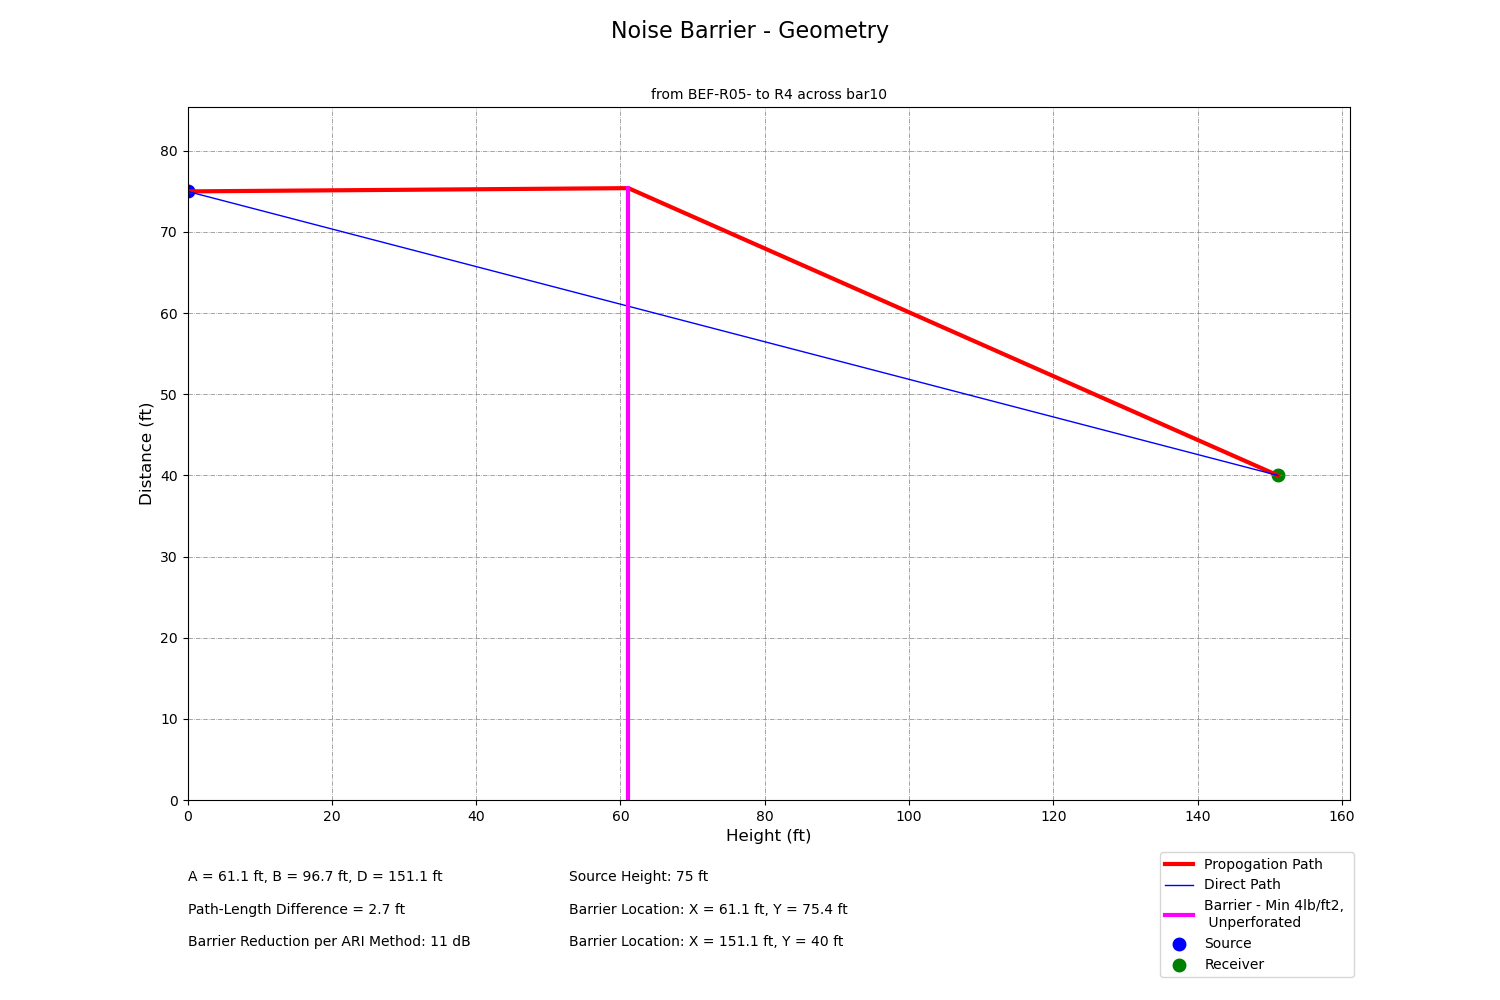 Noise Barrier - Geometry
from BEF-R05- to R4 across bar10
80
70
60
50
40
30
20
10
0
Distance (ft)
0 20 40 60 80 100 120 140 160
Height (ft)
A = 61.1 ft, B = 96.7 ft, D = 151.1 ft
Path-Length Difference = 2.7 ft
Barrier Reduction per ARI Method: 11 dB
Source Height: 75 ft
Barrier Location: X = 61.1 ft, Y = 75.4 ft
Barrier Location: X = 151.1 ft, Y = 40 ft
Propogation Path
Direct Path
Barrier - Min 4lb/ft2,
Unperforated
Source
Receiver